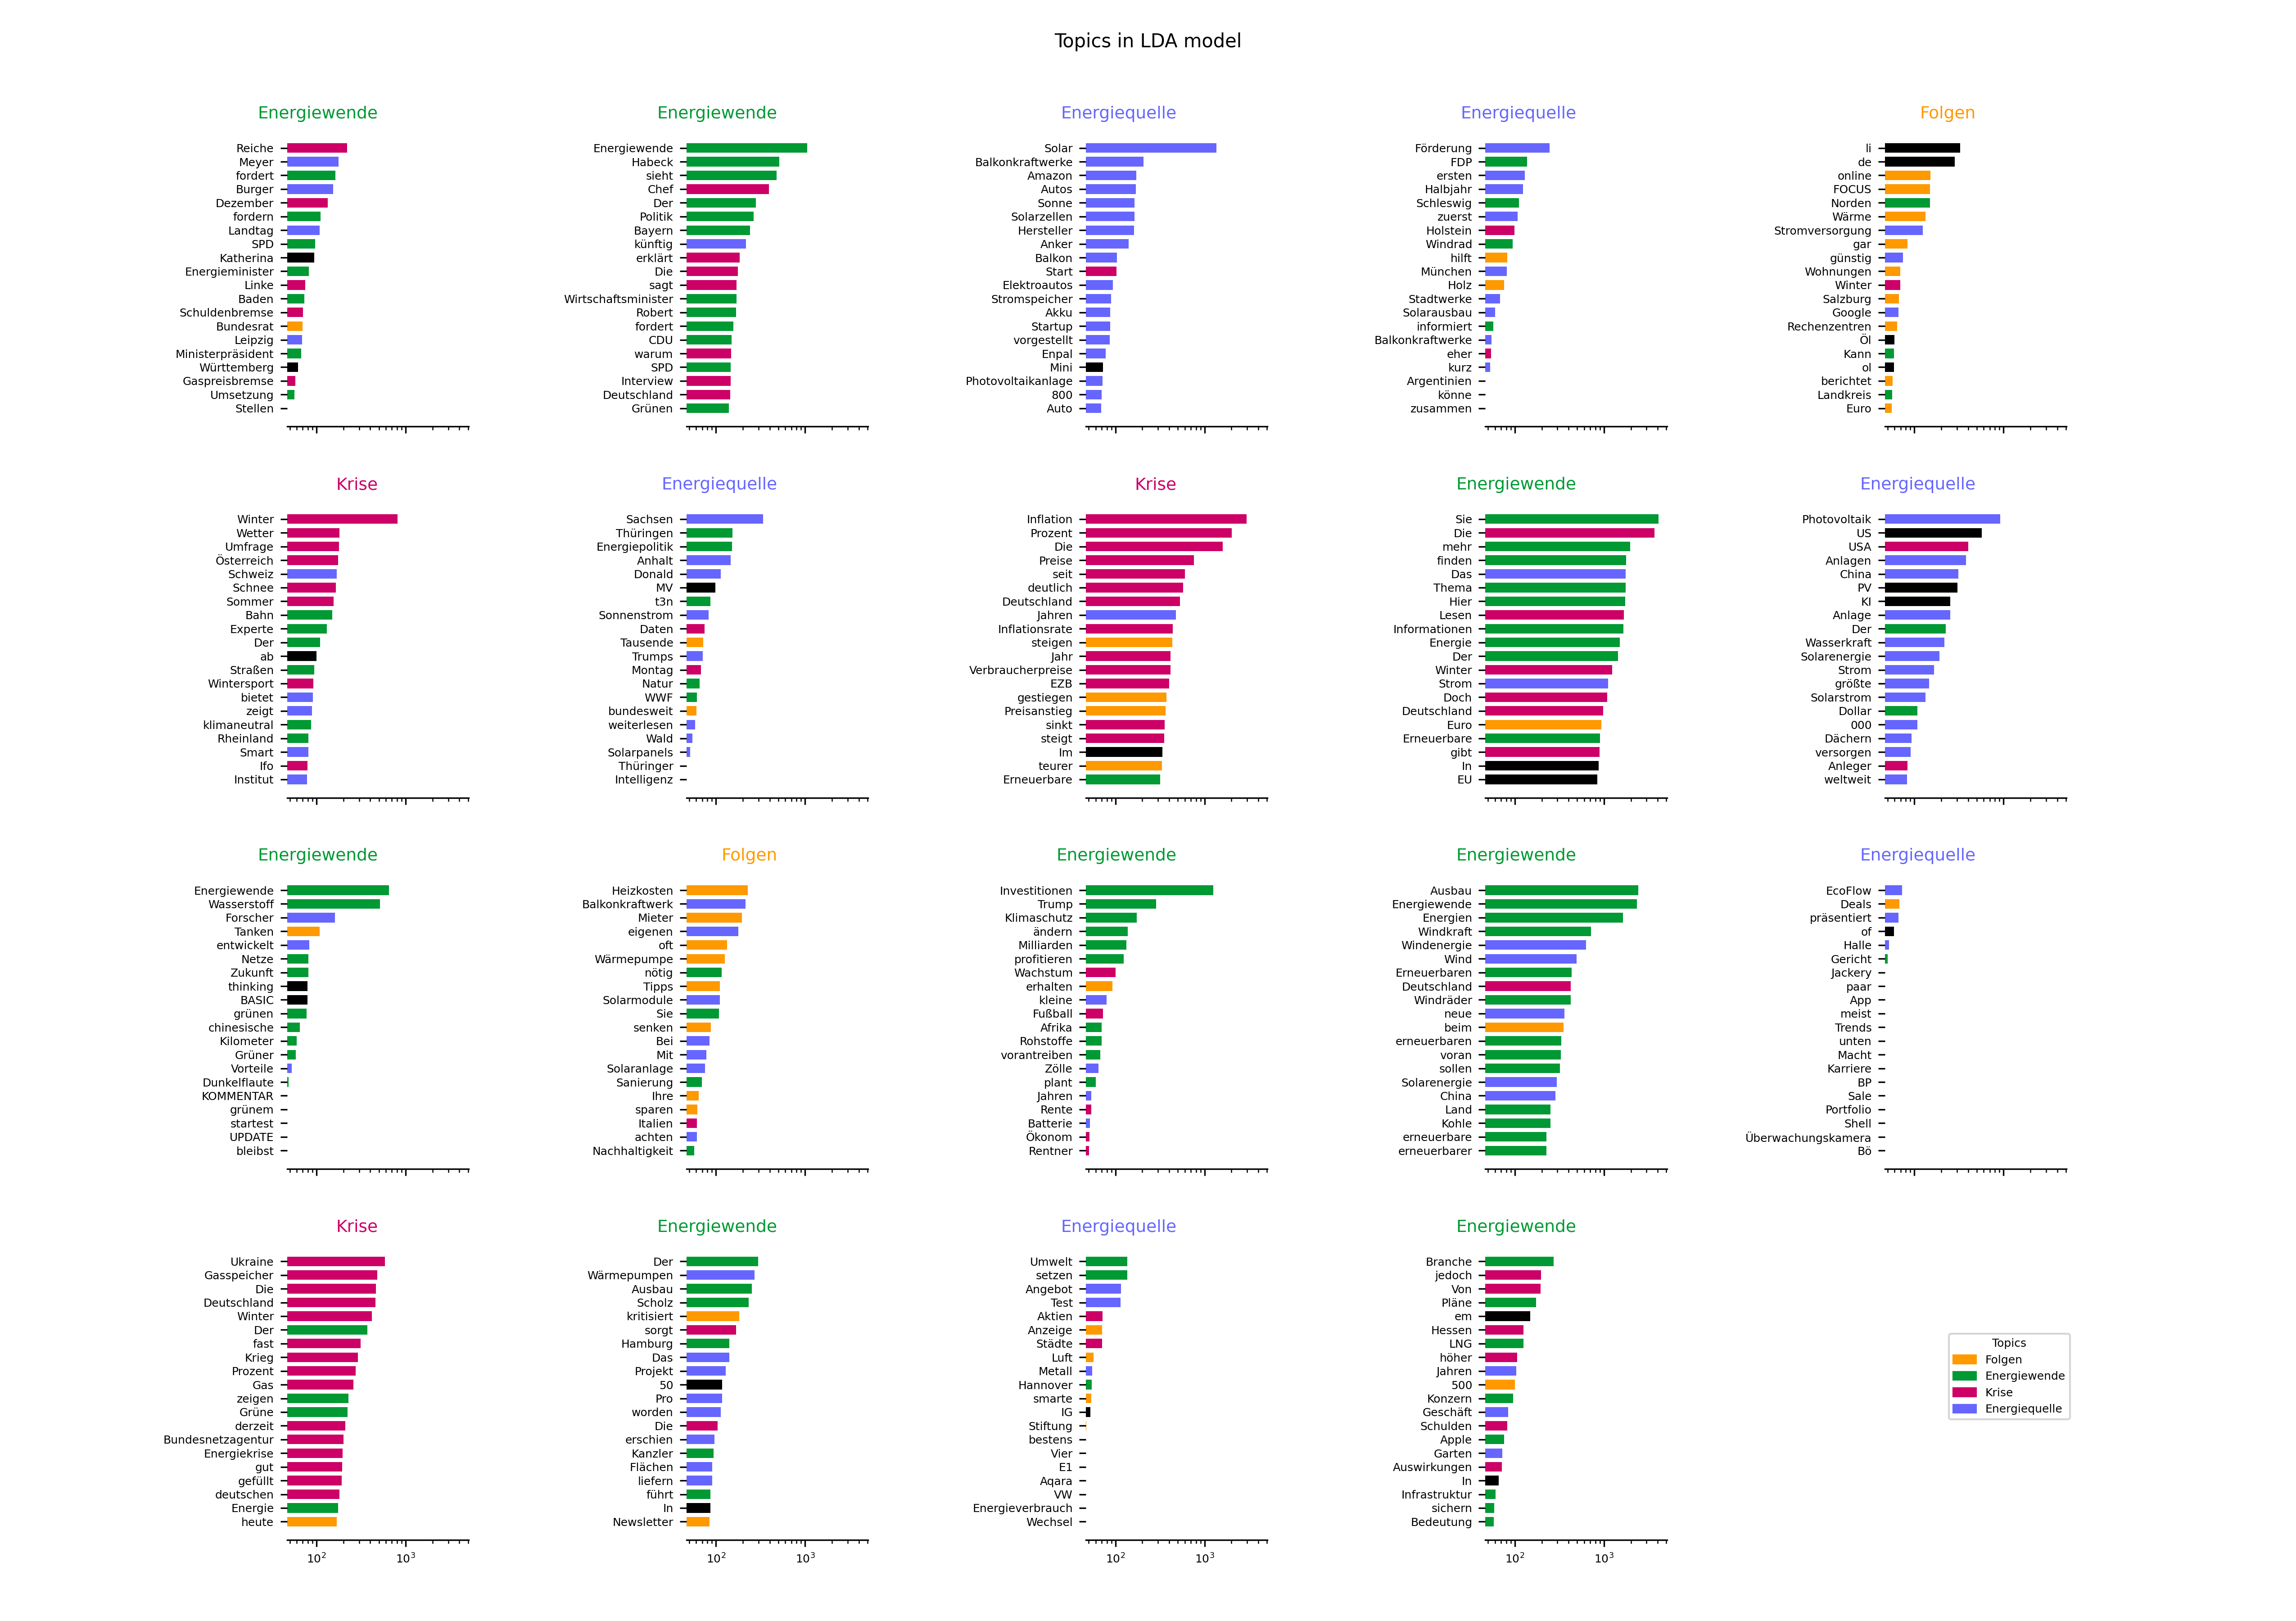 Topics in LDA model
Energiewende
Reiche
Meyer
fordert
Burger
Dezember
fordern
Landtag
SPD
Katherina
Energieminister
Linke
Baden
Schuldenbremse
Bundesrat
Leipzig
Ministerpräsident
Württemberg
Gaspreisbremse
Umsetzung
Stellen
Energiewende
Energiewende
Habeck
sieht
Chef
Der
Politik
Bayern
künftig
erklärt
Die
sagt
Wirtschaftsminister
Robert
fordert
CDU
warum
SPD
Interview
Deutschland
Grünen
Energiequelle
Solar
Balkonkraftwerke
Amazon
Autos
Sonne
Solarzellen
Hersteller
Anker
Balkon
Start
Elektroautos
Stromspeicher
Akku
Startup
vorgestellt
Enpal
Mini
Photovoltaikanlage
800
Auto
Energiequelle
Förderung
FDP
ersten
Halbjahr
Schleswig
zuerst
Holstein
Windrad
hilft
München
Holz
Stadtwerke
Solarausbau
informiert
Balkonkraftwerke
eher
kurz
Argentinien
könne
zusammen
Folgen
li
de
online
FOCUS
Norden
Wärme
Stromversorgung
gar
günstig
Wohnungen
Winter
Salzburg
Google
Rechenzentren
Öl
Kann
ol
berichtet
Landkreis
Euro
Krise
Winter
Wetter
Umfrage
Österreich
Schweiz
Schnee
Sommer
Bahn
Experte
Der
ab
Straßen
Wintersport
bietet
zeigt
klimaneutral
Rheinland
Smart
Ifo
Institut
Energiequelle
Sachsen
Thüringen
Energiepolitik
Anhalt
Donald
MV
t3n
Sonnenstrom
Daten
Tausende
Trumps
Montag
Natur
WWF
bundesweit
weiterlesen
Wald
Solarpanels
Thüringer
Intelligenz
Krise
Inflation
Prozent
Die
Preise
seit
deutlich
Deutschland
Jahren
Inflationsrate
steigen
Jahr
Verbraucherpreise
EZB
gestiegen
Preisanstieg
sinkt
steigt
Im
teurer
Erneuerbare
Energiewende
Sie
Die
mehr
finden
Das
Thema
Hier
Lesen
Informationen
Energie
Der
Winter
Strom
Doch
Deutschland
Euro
Erneuerbare
gibt
In
EU
Energiequelle
Photovoltaik
US
USA
Anlagen
China
PV
KI
Anlage
Der
Wasserkraft
Solarenergie
Strom
größte
Solarstrom
Dollar
000
Dächern
versorgen
Anleger
weltweit
Energiewende
Energiewende
Wasserstoff
Forscher
Tanken
entwickelt
Netze
Zukunft
thinking
BASIC
grünen
chinesische
Kilometer
Grüner
Vorteile
Dunkelflaute
KOMMENTAR
grünem
startest
UPDATE
bleibst
Folgen
Heizkosten
Balkonkraftwerk
Mieter
eigenen
oft
Wärmepumpe
nötig
Tipps
Solarmodule
Sie
senken
Bei
Mit
Solaranlage
Sanierung
Ihre
sparen
Italien
achten
Nachhaltigkeit
Energiewende
Investitionen
Trump
Klimaschutz
ändern
Milliarden
profitieren
Wachstum
erhalten
kleine
Fußball
Afrika
Rohstoffe
vorantreiben
Zölle
plant
Jahren
Rente
Batterie
Ökonom
Rentner
Energiewende
Ausbau
Energiewende
Energien
Windkraft
Windenergie
Wind
Erneuerbaren
Deutschland
Windräder
neue
beim
erneuerbaren
voran
sollen
Solarenergie
China
Land
Kohle
erneuerbare
erneuerbarer
Energiequelle
EcoFlow
Deals
präsentiert
of
Halle
Gericht
Jackery
paar
App
meist
Trends
unten
Macht
Karriere
BP
Sale
Portfolio
Shell
Überwachungskamera
Bö
Krise
Ukraine
Gasspeicher
Die
Deutschland
Winter
Der
fast
Krieg
Prozent
Gas
zeigen
Grüne
derzeit
Bundesnetzagentur
Energiekrise
gut
gefüllt
deutschen
Energie
heute
10²
10³
Energiewende
Der
Wärmepumpen
Ausbau
Scholz
kritisiert
sorgt
Hamburg
Das
Projekt
50
Pro
worden
Die
erschien
Kanzler
Flächen
liefern
führt
In
Newsletter
10²
10³
Energiequelle
Umwelt
setzen
Angebot
Test
Aktien
Anzeige
Städte
Luft
Metall
Hannover
smarte
IG
Stiftung
bestens
Vier
E1
Aqara
VW
Energieverbrauch
Wechsel
10²
10³
Energiewende
Branche
jedoch
Von
Pläne
em
Hessen
LNG
höher
Jahren
500
Konzern
Geschäft
Schulden
Apple
Garten
Auswirkungen
In
Infrastruktur
sichern
Bedeutung
10²
10³
Topics
Folgen
Energiewende
Krise
Energiequelle